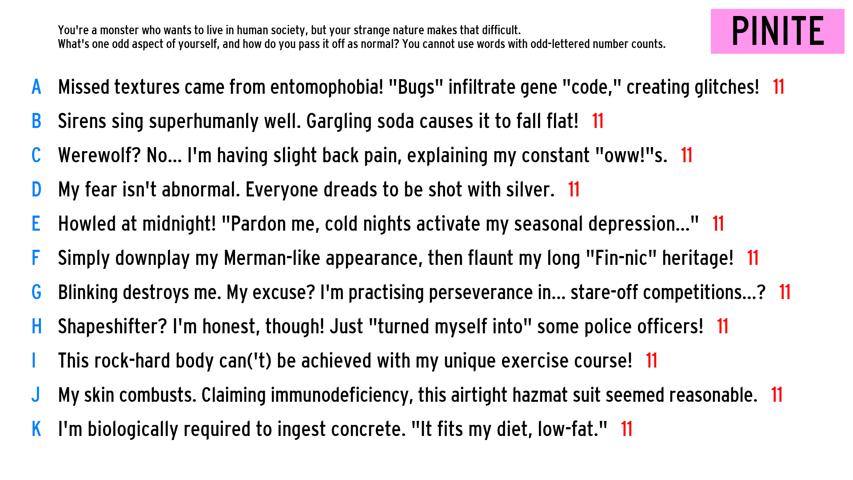 You're a monster who wants to live in human society, but your strange nature makes that difficult.
What's one odd aspect of yourself, and how do you pass it off as normal? You cannot use words with odd-lettered number counts.
PINITE
A Missed textures came from entomophobia! "Bugs" infiltrate gene "code," creating glitches! 11
B Sirens sing superhumanly well. Gargling soda causes it to fall flat! 11
C Werewolf? No... I'm having slight back pain, explaining my constant "oww!"s. 11
D My fear isn't abnormal. Everyone dreads to be shot with silver. 11
E Howled at midnight! "Pardon me, cold nights activate my seasonal depression..." 11
F Simply downplay my Merman-like appearance, then flaunt my long "Fin-nic" heritage! 11
G Blinking destroys me. My excuse? I'm practising perseverance in... stare-off competitions...? 11
H Shapeshifter? I'm honest, though! Just "turned myself into" some police officers! 11
I This rock-hard body can('t) be achieved with my unique exercise course! 11
J My skin combusts. Claiming immunodeficiency, this airtight hazmat suit seemed reasonable. 11
K I'm biologically required to ingest concrete. "It fits my diet, low-fat." 11